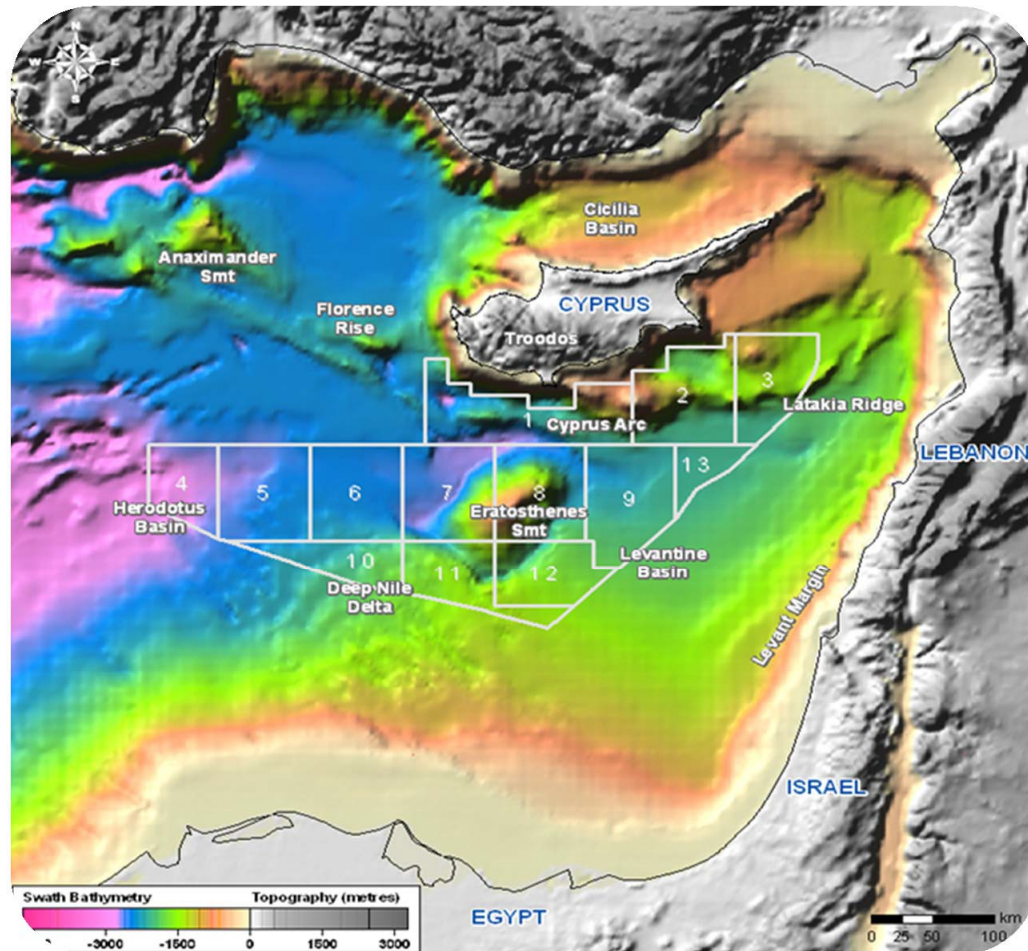 N
W E
S
Cicilia
Basin
Anaximander
Smt
CYPRUS
Florence
Rise
Troodos
3
2
Latakia Ridge
1
Cyprus Arc
LEBANON
13
4
5
6
7
8
9
Herodotus
Basin
Eratosthenes
Smt
Levantine
Basin
10
11
12
Deep Nile
Delta
Levant Margin
ISRAEL
Swath Bathymetry Topography (metres)
-3000 -1500 0 1500 3000
EGYPT
km
0 25 50 100